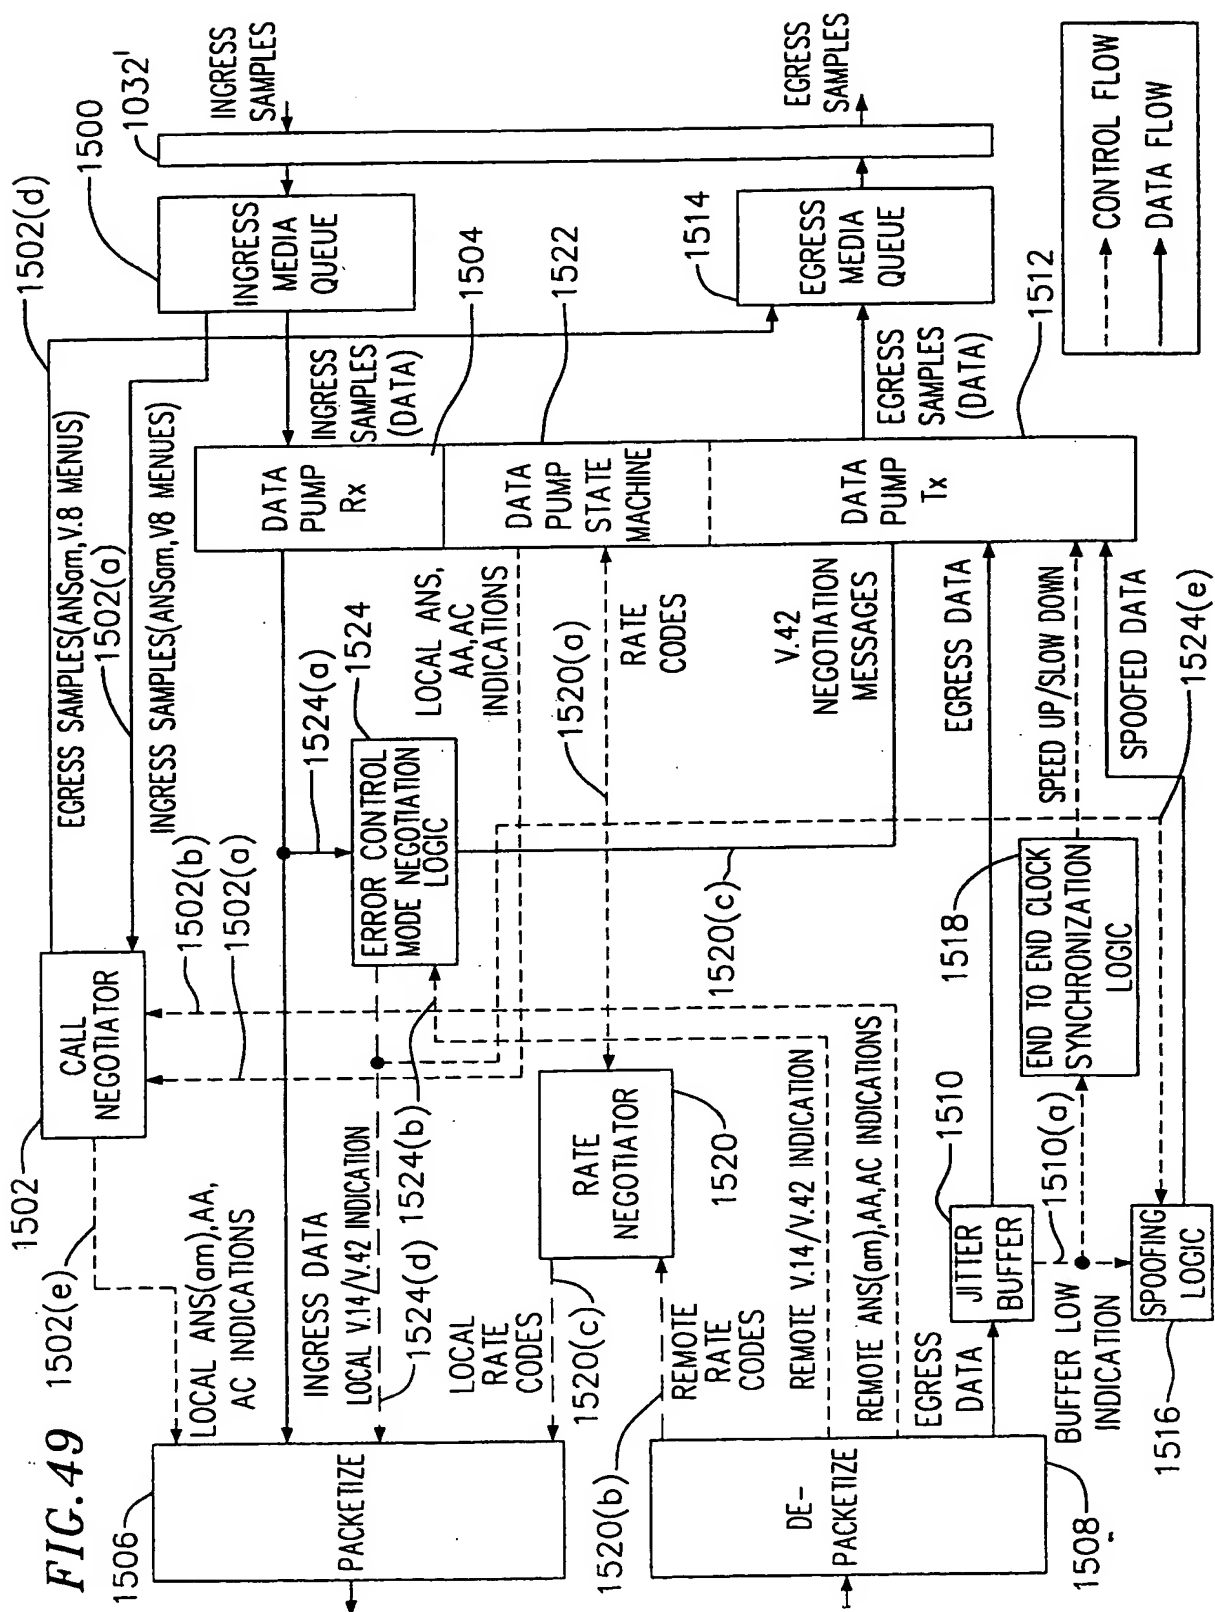 FIG.49
1506
PACKETIZE
1502(e)
1502
CALL
NEGOTIATOR
LOCAL ANS(am),AA,
AC INDICATIONS
EGRESS SAMPLES(ANSam,V.8 MENUS)
1502(d)
1502(a)
INGRESS SAMPLES(ANSam,V8 MENUES)
1500
INGRESS
MEDIA
QUEUE
1032'
INGRESS
SAMPLES
1502(b)
1502(a)
INGRESS DATA
DATA
PUMP
Rx
INGRESS
SAMPLES
(DATA)
1504
1524(a)
1524
ERROR CONTROL
MODE NEGOTIATION
LOGIC
LOCAL V.14/V.42 INDICATION
1524(d)
1524(b)
LOCAL ANS,
AA,AC
INDICATIONS
DATA
PUMP
STATE
MACHINE
1522
LOCAL
RATE
CODES
1520(c)
RATE
NEGOTIATOR
1520
1520(a)
RATE
CODES
1520(b)
REMOTE
RATE
CODES
1520(c)
V.42
NEGOTIATION
MESSAGES
DATA
PUMP
Tx
EGRESS
SAMPLES
(DATA)
1514
EGRESS
MEDIA
QUEUE
EGRESS
SAMPLES
DE-
PACKETIZE
1508
REMOTE V.14/V.42 INDICATION
REMOTE ANS(am),AA,AC INDICATIONS
EGRESS
DATA
1510
JITTER
BUFFER
EGRESS DATA
1518
END TO END CLOCK
SYNCHRONIZATION
LOGIC
SPEED UP/SLOW DOWN
1512
BUFFER LOW
INDICATION
1510(a)
SPOOFING
LOGIC
1516
SPOOFED DATA
1524(e)
CONTROL FLOW
DATA FLOW